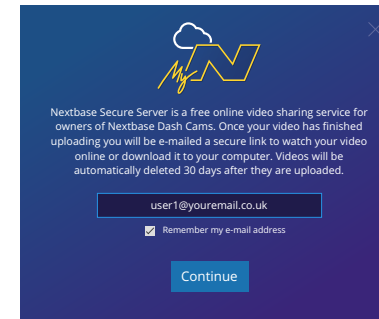 My N
Nextbase Secure Server is a free online video sharing service for
owners of Nextbase Dash Cams. Once your video has finished
uploading you will be e-mailed a secure link to watch your video
online or download it to your computer. Videos will be
automatically deleted 30 days after they are uploaded.
user1@youremail.co.uk
Remember my e-mail address
Continue